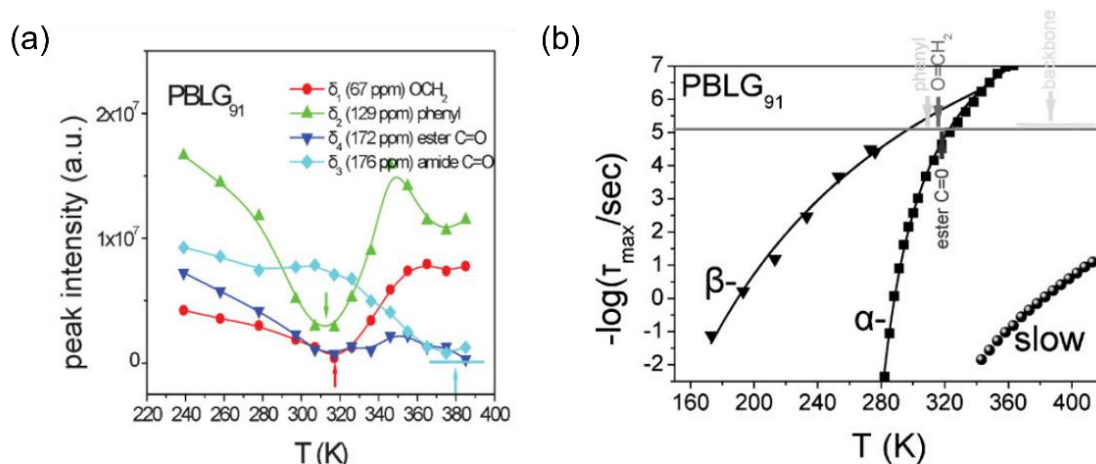 (a)
PBLG91
δ1 (67 ppm) OCH2
δ2 (129 ppm) phenyl
δ4 (172 ppm) ester C=O
δ3 (176 ppm) amide C=O
peak intensity (a.u.)
2x10^7
1x10^7
0
220 240 260 280 300 320 340 360 380 400
T (K)
(b)
phenyl
O=CH2
backbone
PBLG91
-log(τmax/sec)
7
6
5
4
3
2
1
0
-1
-2
ester C=0
β-
α-
slow
160 200 240 280 320 360 400
T (K)